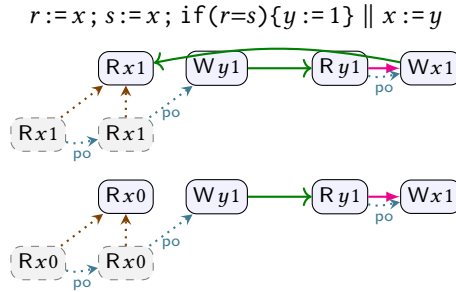 r := x ; s := x ; if(r=s){y := 1} || x := y
Rx1 Wy1 Ry1 Wx1
po
Rx1 Rx1
po
Rx0 Wy1 Ry1 Wx1
po po
Rx0 Rx0
po